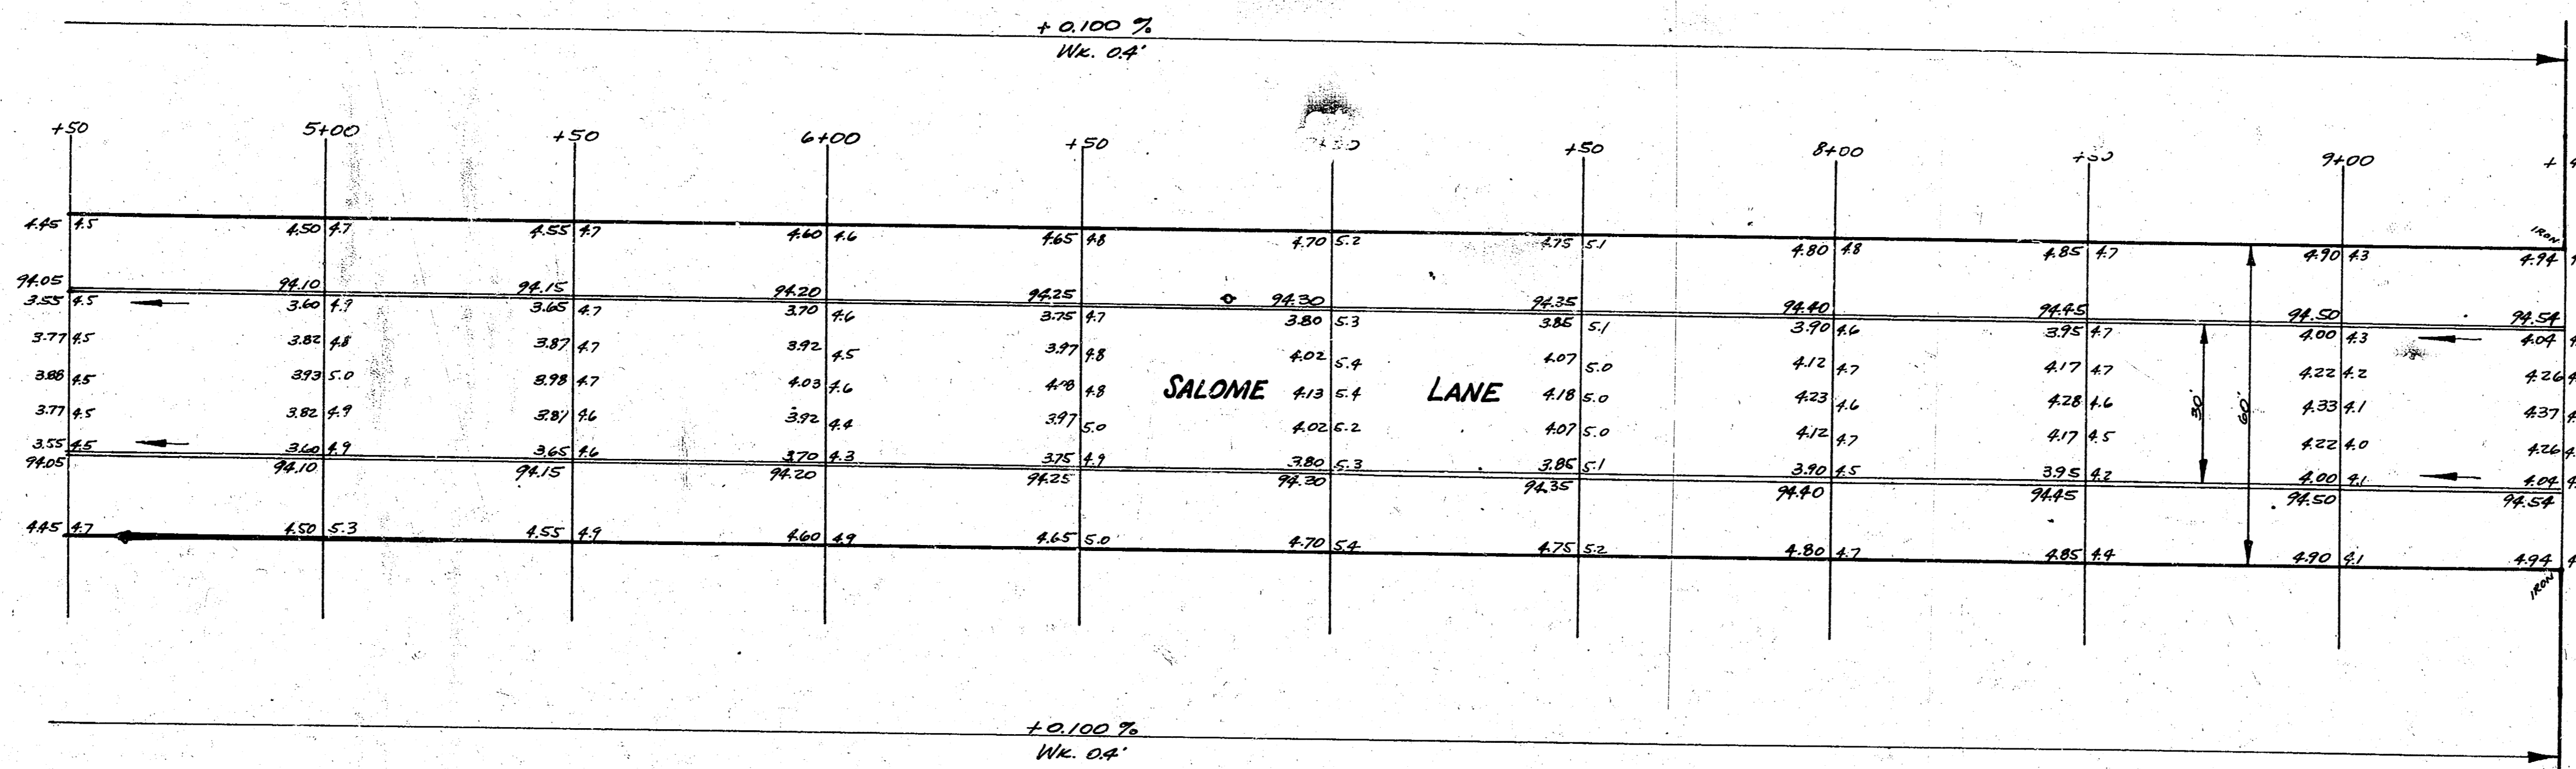 + 0.100 %
Wk. 0.4'
+50 5+00 +50 6+00 +50 +50 8+00 +50 9+00 +
4.45 4.5 4.50 4.7 4.55 4.7 4.60 4.6 4.65 4.8 4.70 5.2 4.75 5.1 4.80 4.8 4.85 4.7 4.90 4.3 4.94
IRON
94.05 94.10 94.15 94.20 94.25 94.30 94.35 94.40 94.45 94.50 94.54
3.55 4.5 3.60 4.9 3.65 4.7 3.70 4.6 3.75 4.7 3.80 5.3 3.85 5.1 3.90 4.6 3.95 4.7 4.00 4.3 4.04
3.77 4.5 3.82 4.8 3.87 4.7 3.92 4.5 3.97 4.8 4.02 5.4 4.07 5.0 4.12 4.7 4.17 4.7 4.22 4.2 4.26
3.88 4.5 3.93 5.0 3.98 4.7 4.03 4.6 4.8 SALOME 4.13 5.4 LANE 4.18 5.0 4.23 4.6 4.28 4.6 30' 60' 4.33 4.1 4.37
3.77 4.5 3.82 4.9 3.87 4.6 3.92 4.4 3.97 5.0 4.02 5.2 4.07 5.0 4.12 4.7 4.17 4.5 4.22 4.0 4.26
3.55 4.5 3.60 4.9 3.65 4.6 3.70 4.3 3.75 4.9 3.80 5.3 3.85 5.1 3.90 4.5 3.95 4.2 4.00 4.1 4.04
94.05 94.10 94.15 94.20 94.25 94.30 94.35 94.40 94.45 94.50 94.54
4.45 4.7 4.50 5.3 4.55 4.9 4.60 4.9 4.65 5.0 4.70 5.4 4.75 5.2 4.80 4.7 4.85 4.4 4.90 4.1 4.94
IRON
+ 0.100 %
Wk. 0.4'